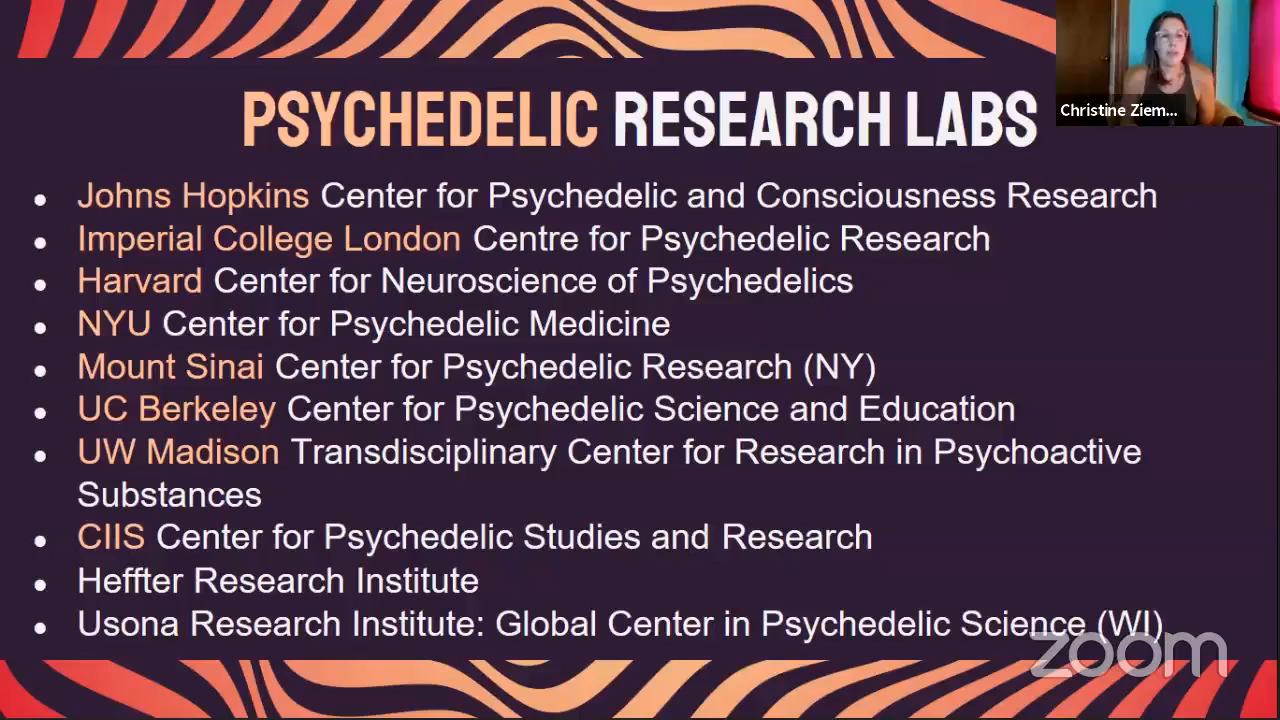 PSYCHEDELIC RESEARCH LABS
Christine Ziem...
• Johns Hopkins Center for Psychedelic and Consciousness Research
• Imperial College London Centre for Psychedelic Research
• Harvard Center for Neuroscience of Psychedelics
• NYU Center for Psychedelic Medicine
• Mount Sinai Center for Psychedelic Research (NY)
• UC Berkeley Center for Psychedelic Science and Education
• UW Madison Transdisciplinary Center for Research in Psychoactive
Substances
• CIIS Center for Psychedelic Studies and Research
• Heffter Research Institute
• Usona Research Institute: Global Center in Psychedelic Science (WI)
zoom